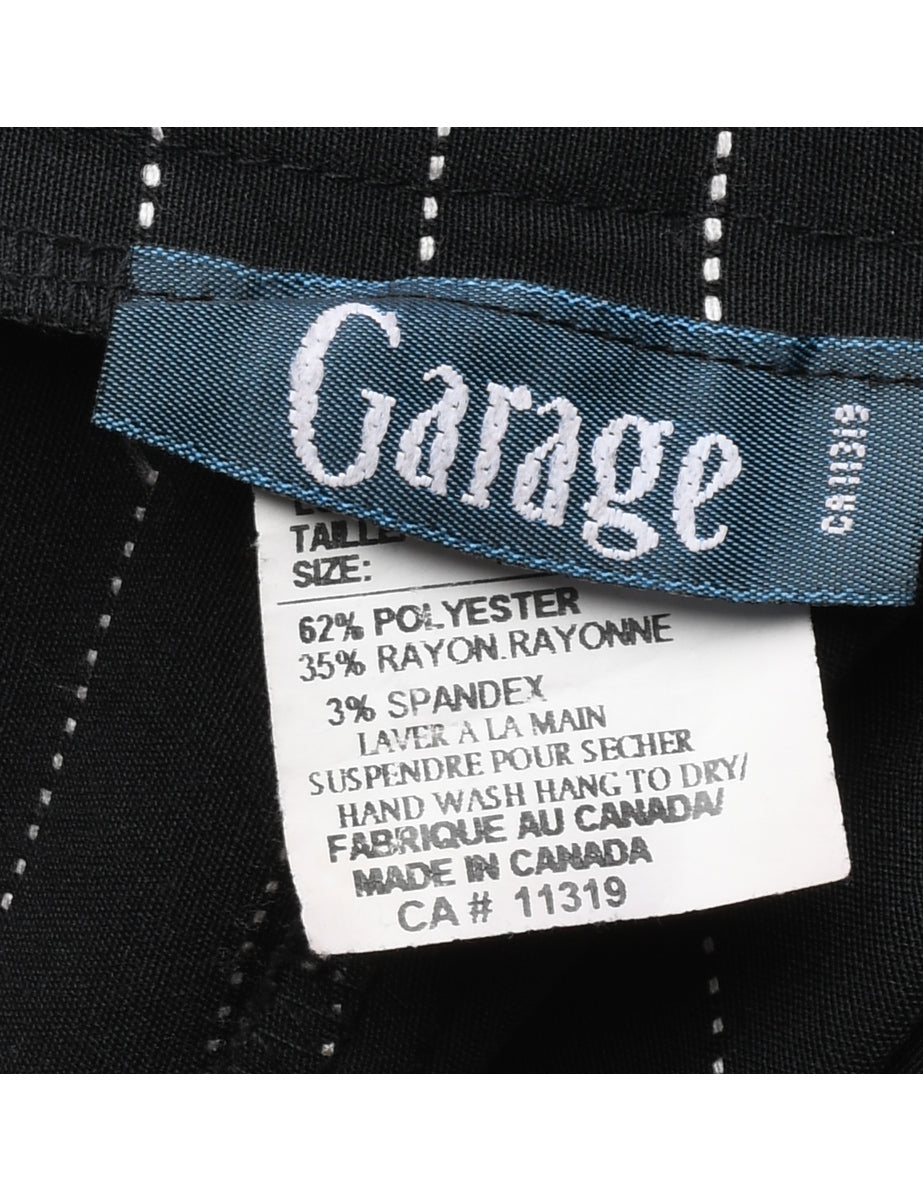 Garage
CA 11319
TAILLE
SIZE:
62% POLYESTER
35% RAYON.RAYONNE
3% SPANDEX
LAVER A LA MAIN
SUSPENDRE POUR SECHER
HAND WASH HANG TO DRY/
FABRIQUE AU CANADA/
MADE IN CANADA
CA # 11319